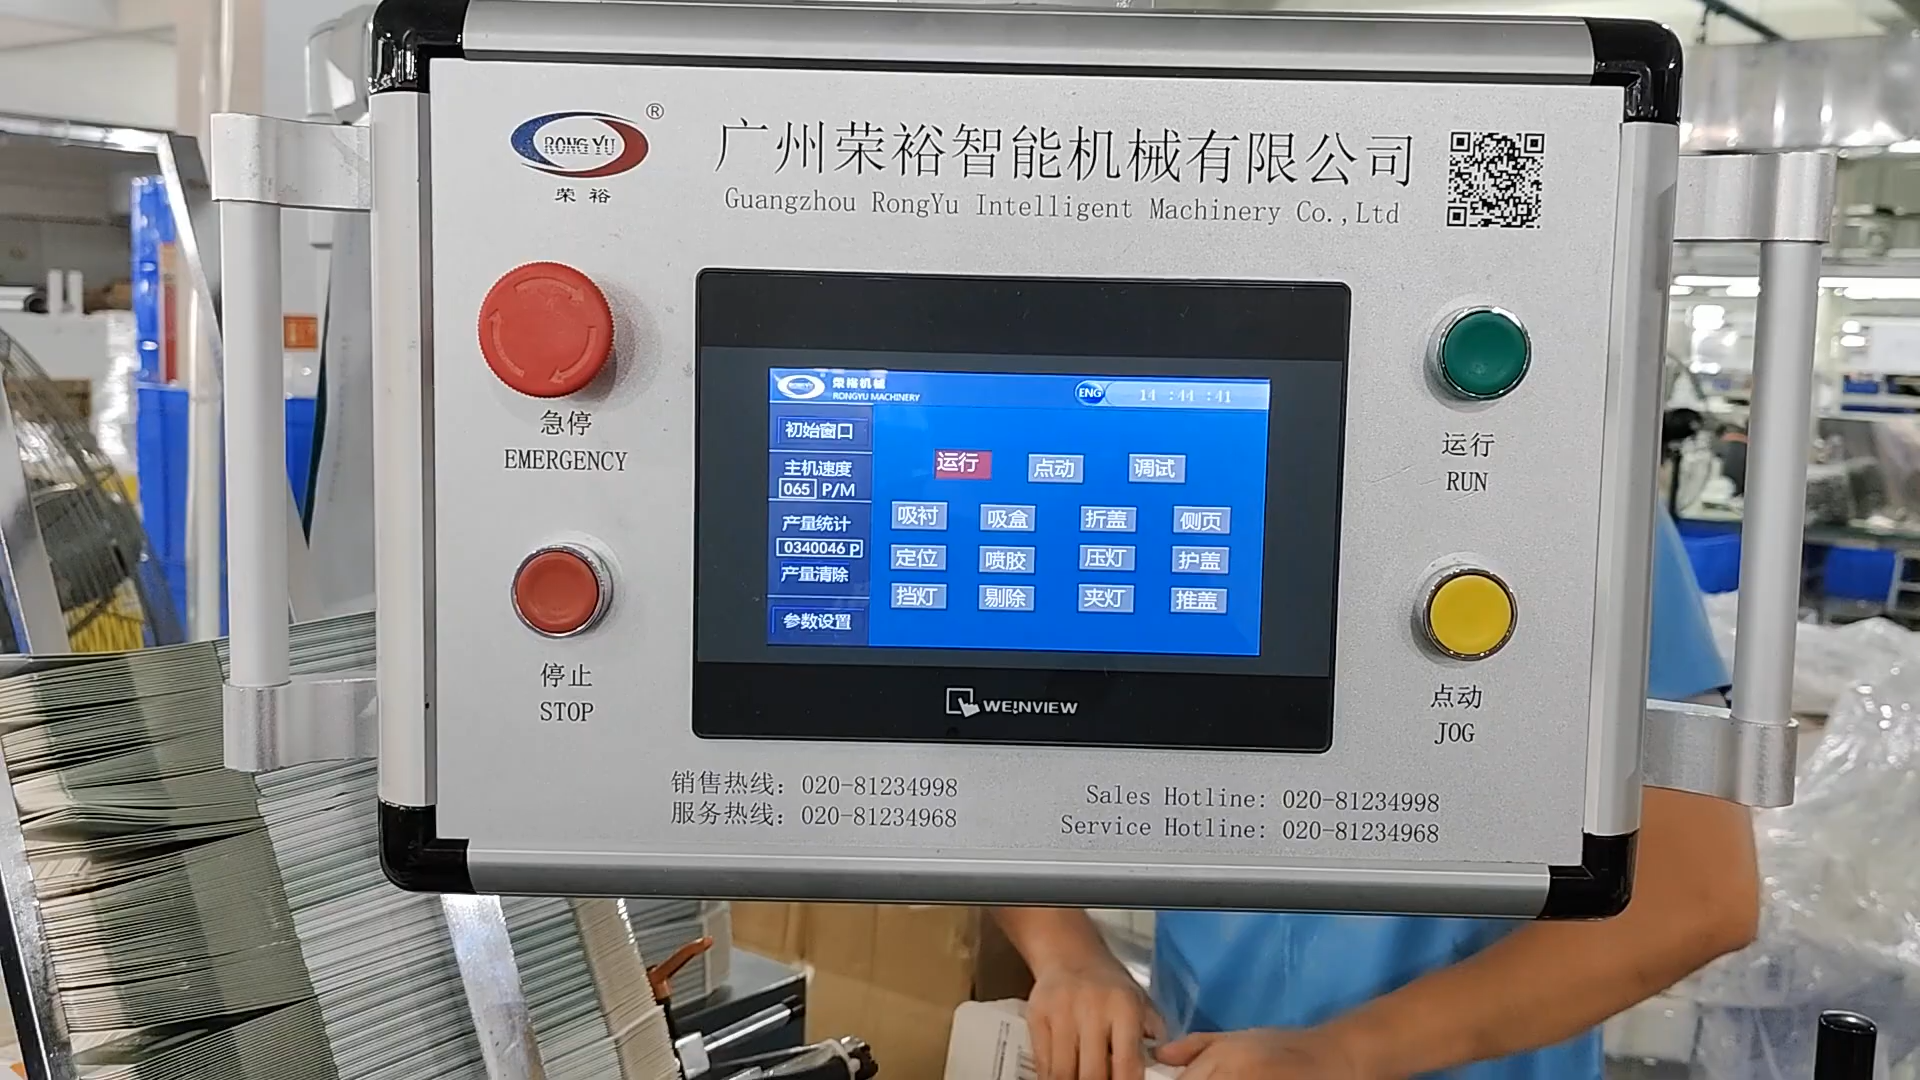 RONG YU ®
荣裕
广州荣裕智能机械有限公司
Guangzhou RongYu Intelligent Machinery Co.,Ltd
急停
EMERGENCY
停止
STOP
荣裕机械
RONGYU MACHINERY
ENG
14 : 44 : 41
初始窗口
主机速度
065 P/M
产量统计
0340046 P
产量清除
参数设置
运行 点动 调试
吸衬 吸盒 折盖 侧页
定位 喷胶 压灯 护盖
挡灯 剔除 夹灯 推盖
WEINVIEW
运行
RUN
点动
JOG
销售热线：020-81234998
服务热线：020-81234968
Sales Hotline: 020-81234998
Service Hotline: 020-81234968